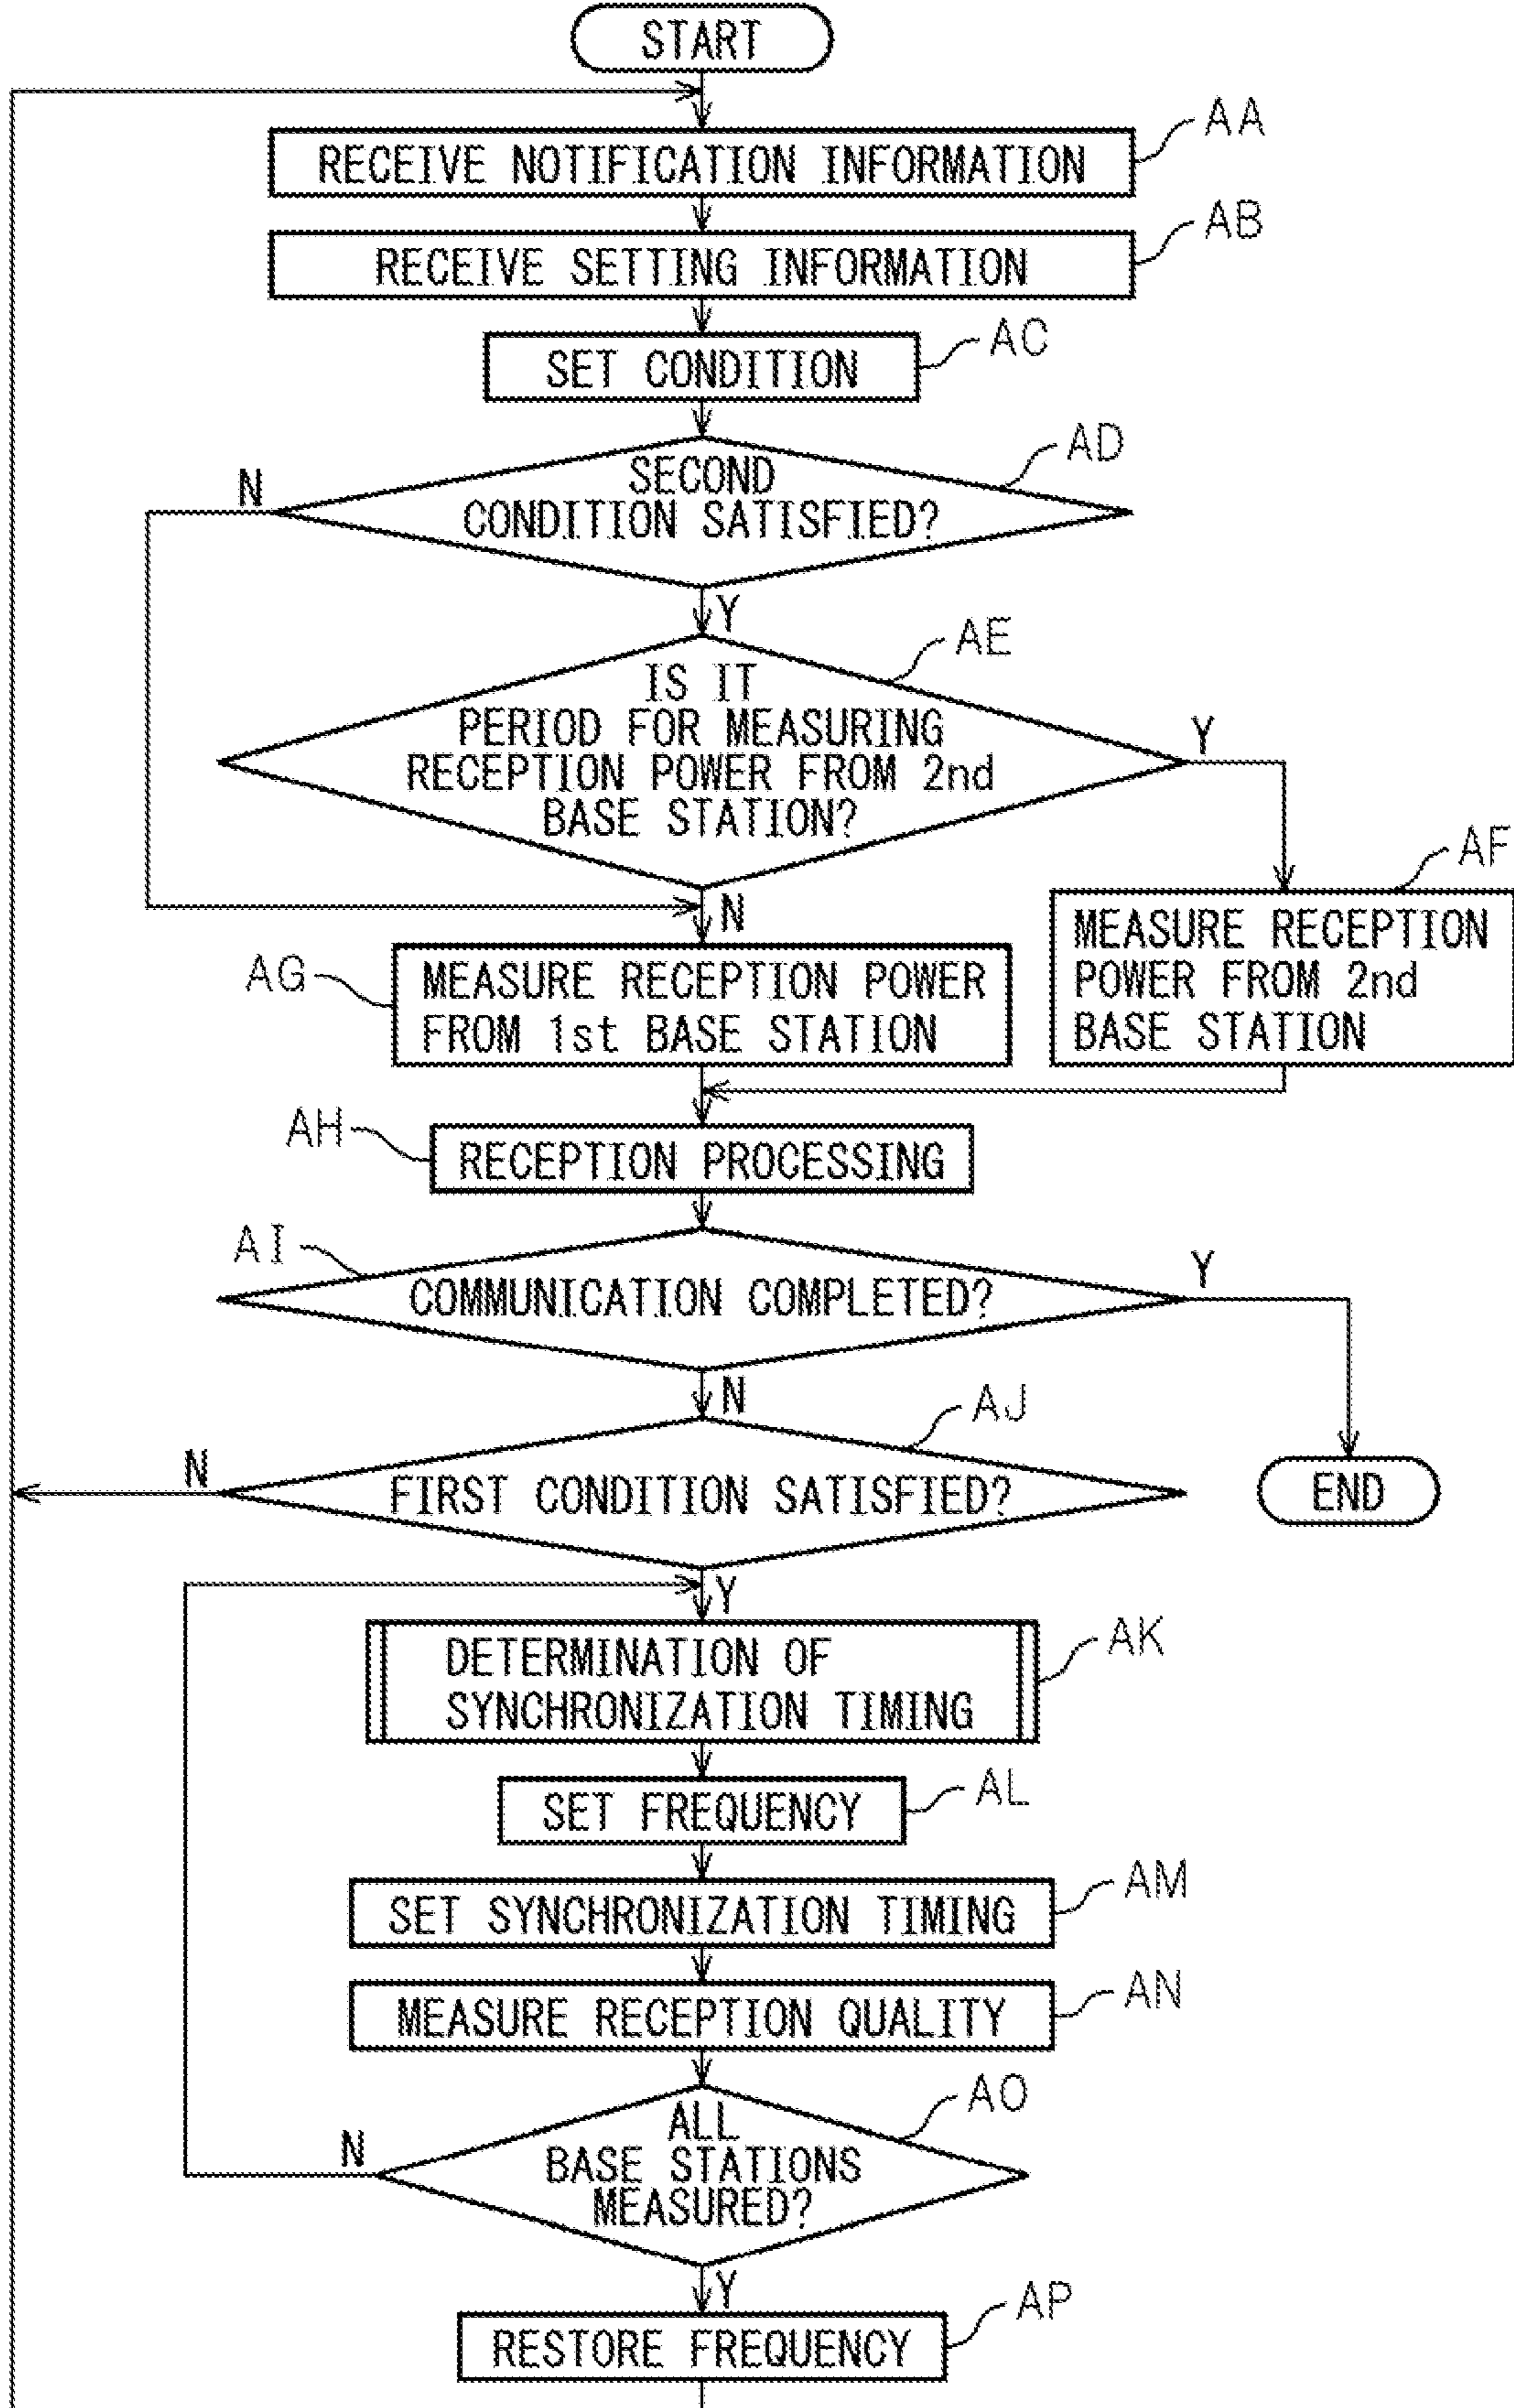 START
AA
RECEIVE NOTIFICATION INFORMATION
AB
RECEIVE SETTING INFORMATION
AC
SET CONDITION
AD
N
SECOND
CONDITION SATISFIED?
Y
AE
IS IT
PERIOD FOR MEASURING
RECEPTION POWER FROM 2nd
BASE STATION?
Y
N
AF
MEASURE RECEPTION
POWER FROM 2nd
BASE STATION
AG
MEASURE RECEPTION POWER
FROM 1st BASE STATION
AH
RECEPTION PROCESSING
AI
COMMUNICATION COMPLETED?
Y
N
AJ
N
FIRST CONDITION SATISFIED?
END
Y
AK
DETERMINATION OF
SYNCHRONIZATION TIMING
AL
SET FREQUENCY
AM
SET SYNCHRONIZATION TIMING
AN
MEASURE RECEPTION QUALITY
AO
N
ALL
BASE STATIONS
MEASURED?
Y
AP
RESTORE FREQUENCY